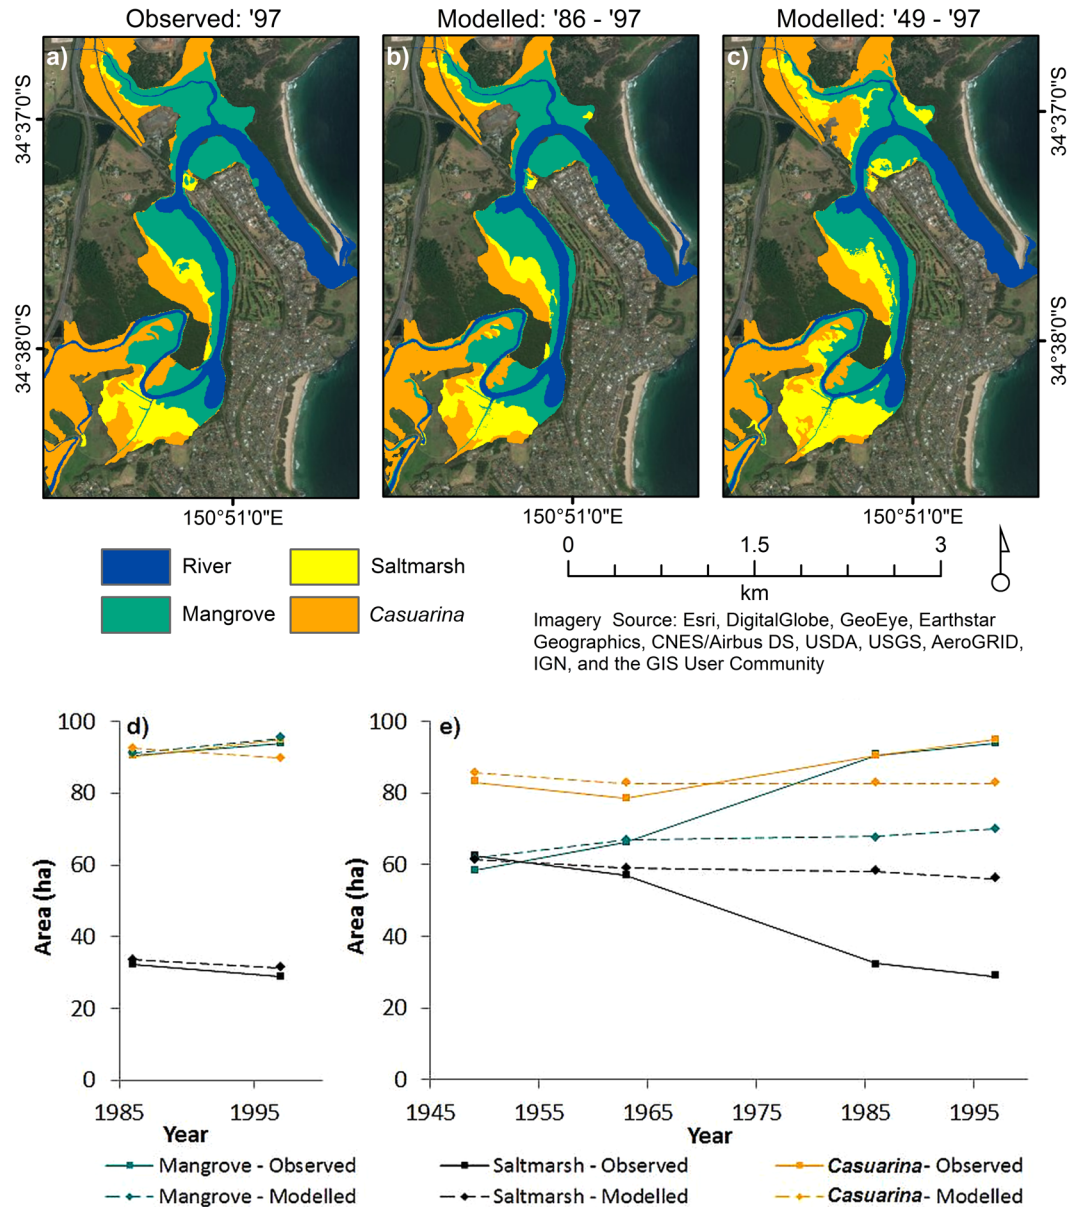 Observed: '97
Modelled: '86 - '97
Modelled: '49 - '97
a)
b)
c)
34°37'0"S
34°38'0"S
34°37'0"S
34°38'0"S
150°51'0"E
150°51'0"E
150°51'0"E
River
Saltmarsh
Mangrove
Casuarina
0 1.5 3
km
Imagery Source: Esri, DigitalGlobe, GeoEye, Earthstar
Geographics, CNES/Airbus DS, USDA, USGS, AeroGRID,
IGN, and the GIS User Community
d)
100
80
60
40
20
0
Area (ha)
1985 1995
Year
e)
100
80
60
40
20
0
Area (ha)
1945 1955 1965 1975 1985 1995
Year
Mangrove - Observed
Saltmarsh - Observed
Casuarina - Observed
Mangrove - Modelled
Saltmarsh - Modelled
Casuarina - Modelled